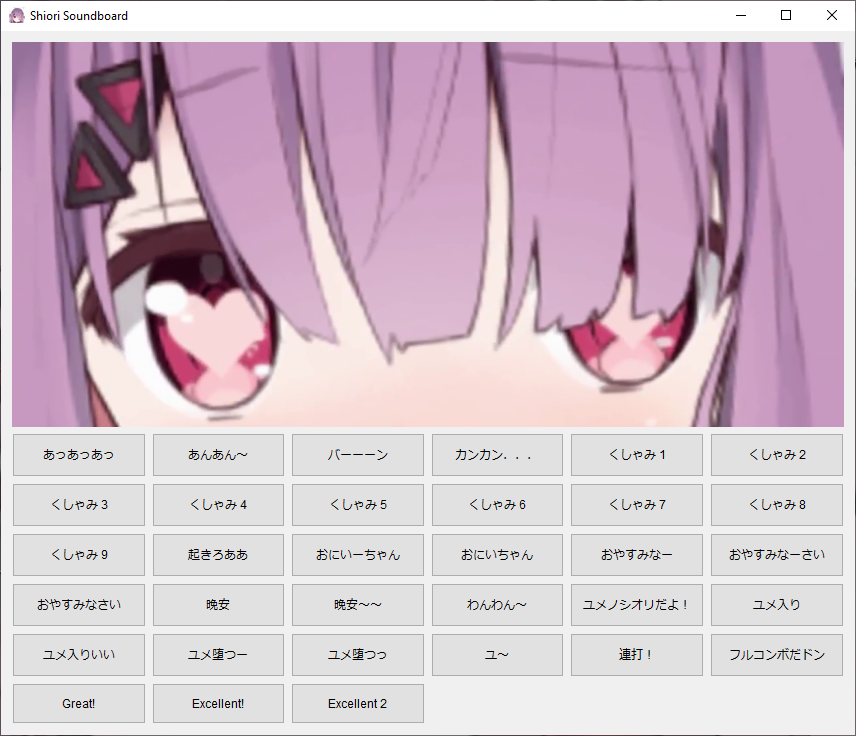 Shiori Soundboard
あっあっあっ
あんあん～
バーーーン
カンカン．．．
くしゃみ 1
くしゃみ 2
くしゃみ 3
くしゃみ 4
くしゃみ 5
くしゃみ 6
くしゃみ 7
くしゃみ 8
くしゃみ 9
起きろああ
おにいーちゃん
おにいちゃん
おやすみなー
おやすみなーさい
おやすみなさい
晩安
晩安～～
わんわん～
ユメノシオリだよ！
ユメ入り
ユメ入りいい
ユメ堕つー
ユメ堕つっ
ユ～
連打！
フルコンボだドン
Great!
Excellent!
Excellent 2